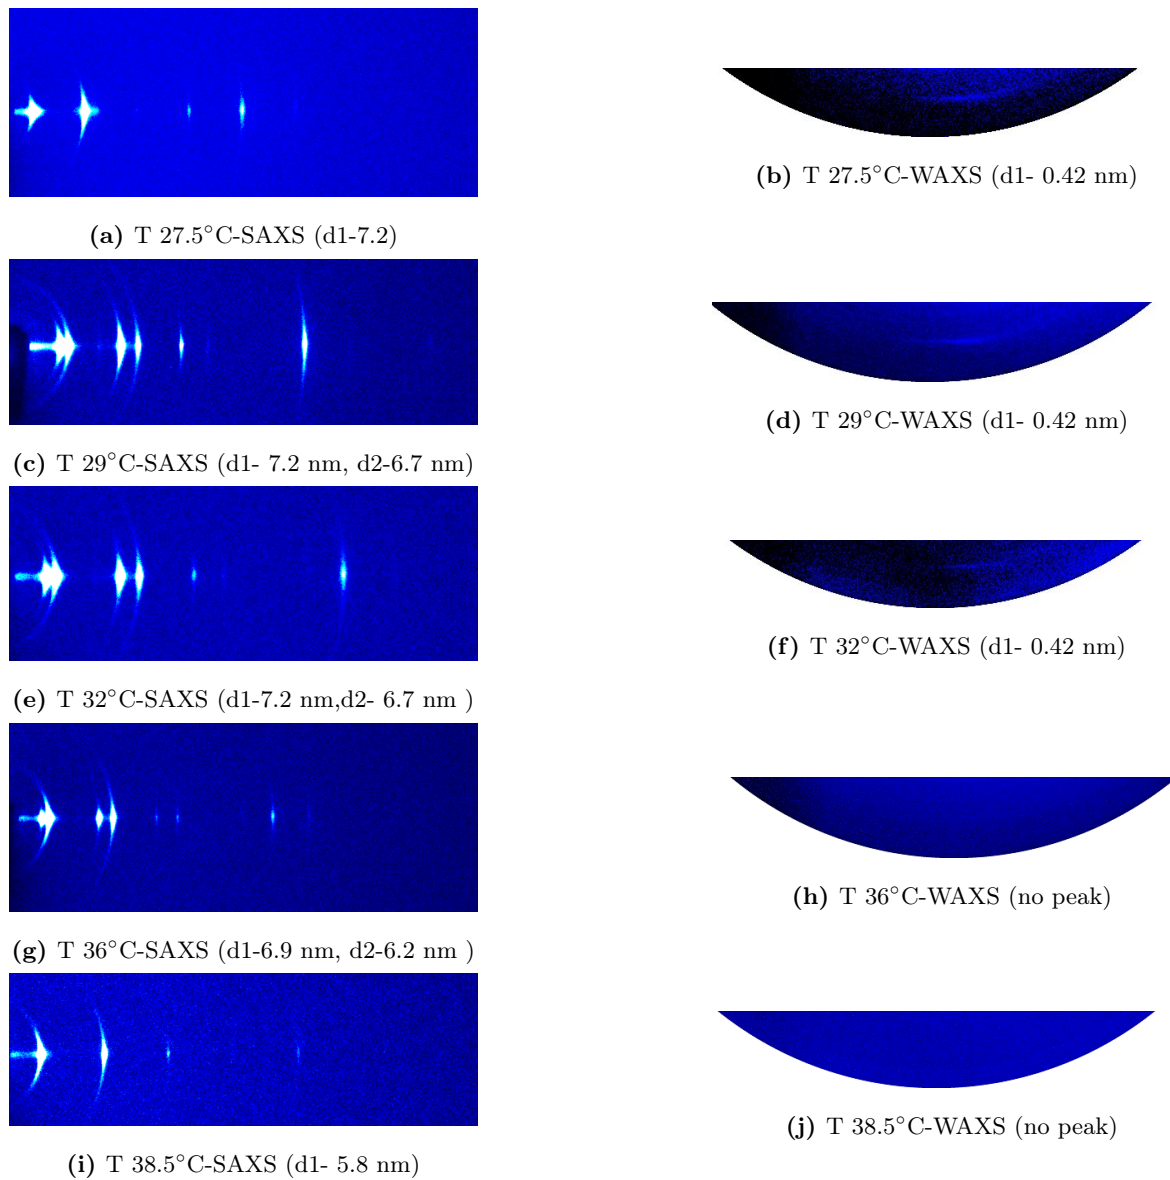 (a) T 27.5°C-SAXS (d1-7.2)
(b) T 27.5°C-WAXS (d1- 0.42 nm)
(c) T 29°C-SAXS (d1- 7.2 nm, d2-6.7 nm)
(d) T 29°C-WAXS (d1- 0.42 nm)
(e) T 32°C-SAXS (d1-7.2 nm,d2- 6.7 nm )
(f) T 32°C-WAXS (d1- 0.42 nm)
(g) T 36°C-SAXS (d1-6.9 nm, d2-6.2 nm )
(h) T 36°C-WAXS (no peak)
(i) T 38.5°C-SAXS (d1- 5.8 nm)
(j) T 38.5°C-WAXS (no peak)